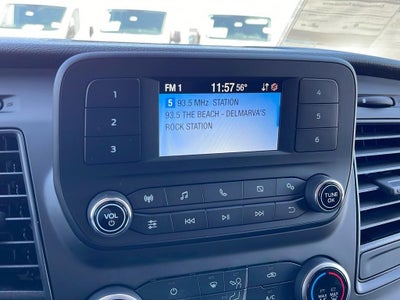 FM 1 11:57 56°
5 93.5 MHz STATION
93.5 THE BEACH - DELMARVA'S
ROCK STATION
1
2
3
4
5
6
VOL
TUNE
OK
A/C
MAX